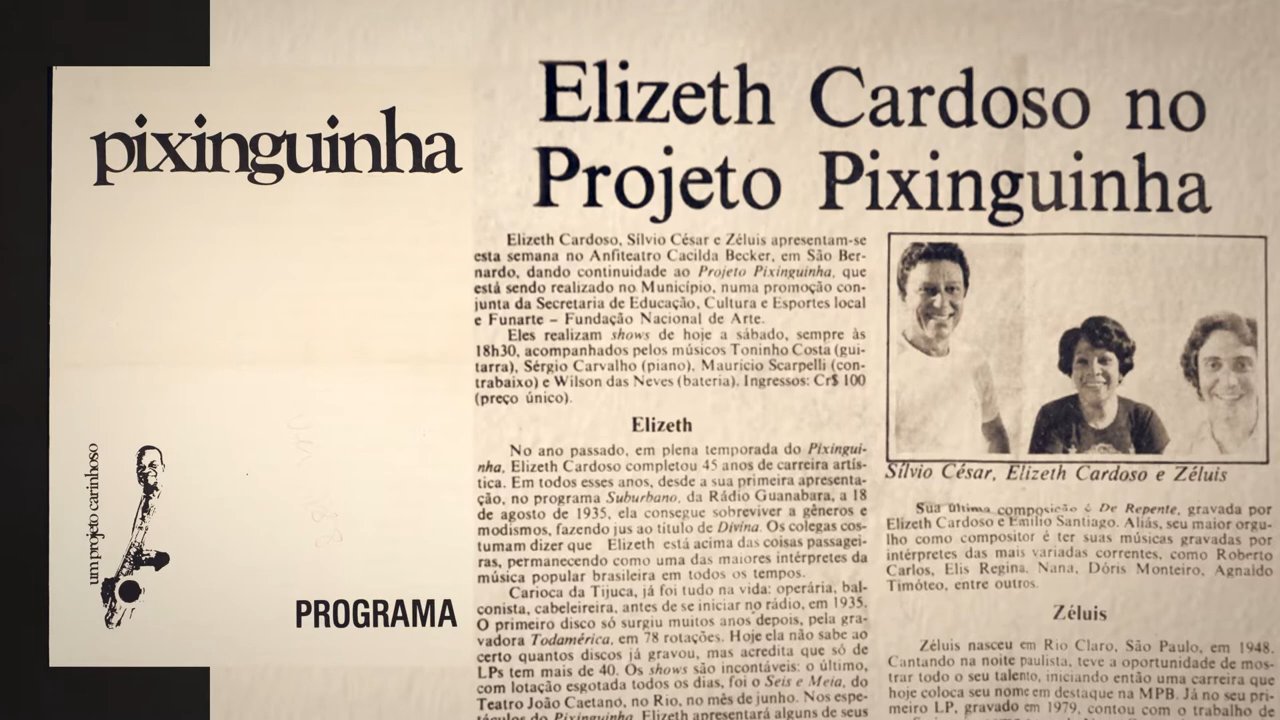 pixinguinha
um projeto carinhoso
PROGRAMA
Elizeth Cardoso no
Projeto Pixinguinha
Elizeth Cardoso, Sílvio César e Zéluis apresentam-se
esta semana no Anfiteatro Cacilda Becker, em São Ber-
nardo, dando continuidade ao Projeto Pixinguinha, que
está sendo realizado no Município, numa promoção con-
junta da Secretaria de Educação, Cultura e Esportes local
e Funarte – Fundação Nacional de Arte.
Eles realizam shows de hoje a sábado, sempre às
18h30, acompanhados pelos músicos Toninho Costa (gui-
tarra), Sérgio Carvalho (piano), Mauricio Scarpelli (con-
trabaixo) e Wilson das Neves (bateria). Ingressos: Cr$ 100
(preço único).
Elizeth
No ano passado, em plena temporada do Pixingui-
nha, Elizeth Cardoso completou 45 anos de carreira artís-
tica. Em todos esses anos, desde a sua primeira apresenta-
ção, no programa Suburbano, da Rádio Guanabara, a 18
de agosto de 1935, ela consegue sobreviver a gêneros e
modismos, fazendo jus ao título de Divina. Os colegas cos-
tumam dizer que Elizeth está acima das coisas passagei-
ras, permanecendo como uma das maiores intérpretes da
música popular brasileira em todos os tempos.
Carioca da Tijuca, já foi tudo na vida: operária, bal-
conista, cabeleireira, antes de se iniciar no rádio, em 1935.
O primeiro disco só surgiu muitos anos depois, pela gra-
vadora Todamérica, em 78 rotações. Hoje ela não sabe ao
certo quantos discos já gravou, mas acredita que só de
LPs tem mais de 40. Os shows são incontáveis: o último,
com lotação esgotada todos os dias, foi o Seis e Meia, do
Teatro João Caetano, no Rio, no mês de junho. Nos espe-
táculos do Pixinguinha, Elizeth apresentará alguns de seus
Sílvio César, Elizeth Cardoso e Zéluis
Sua última composição é De Repente, gravada por
Elizeth Cardoso e Emílio Santiago. Aliás, seu maior orgu-
lho como compositor é ter suas músicas gravadas por
intérpretes das mais variadas correntes, como Roberto
Carlos, Elis Regina, Nana, Dóris Monteiro, Agnaldo
Timóteo, entre outros.
Zéluis
Zéluis nasceu em Rio Claro, São Paulo, em 1948.
Cantando na noite paulista, teve a oportunidade de mos-
trar todo o seu talento, iniciando então uma carreira que
hoje coloca seu nome em destaque na MPB. Já no seu pri-
meiro LP, gravado em 1979, contou com o trabalho de